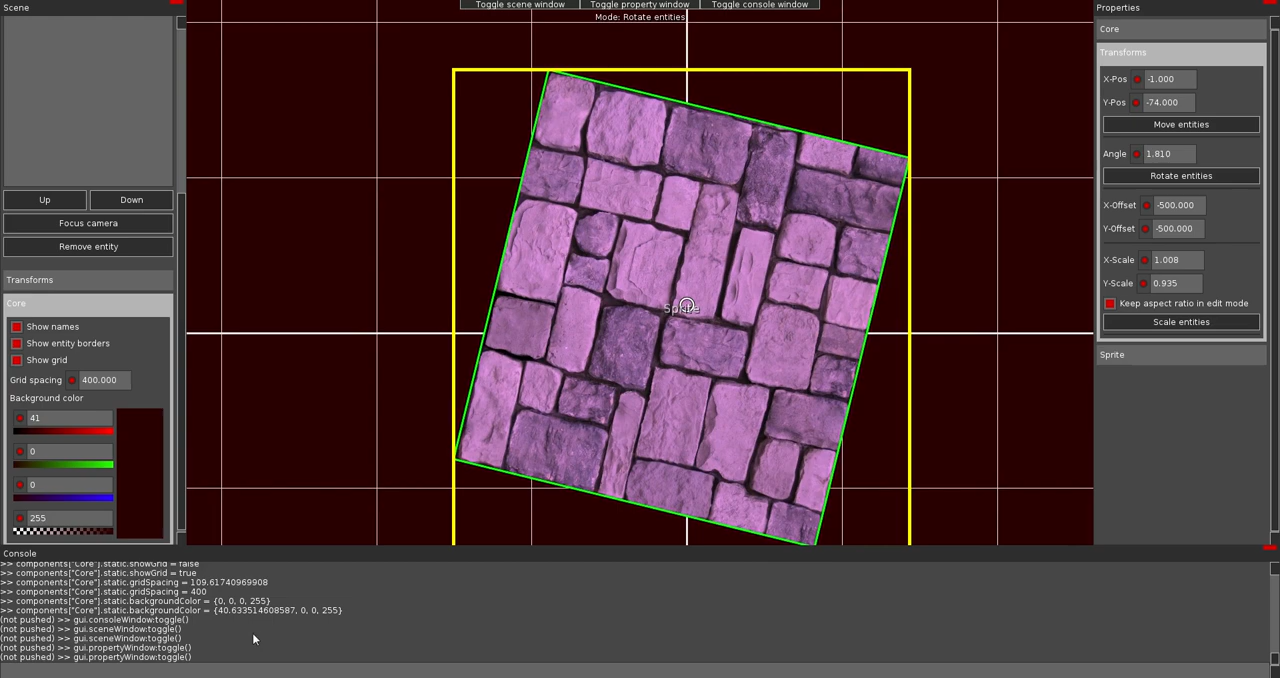 Scene
Up
Down
Focus camera
Remove entity
Transforms
Core
Show names
Show entity borders
Show grid
Grid spacing 400.000
Background color
41
0
0
255
Toggle scene window
Toggle property window
Toggle console window
Mode: Rotate entities
Sprite
Properties
Core
Transforms
X-Pos -1.000
Y-Pos -74.000
Move entities
Angle 1.810
Rotate entities
X-Offset -500.000
Y-Offset -500.000
X-Scale 1.008
Y-Scale 0.935
Keep aspect ratio in edit mode
Scale entities
Sprite
Console
>> components["Core"].static.showGrid = false
>> components["Core"].static.showGrid = true
>> components["Core"].static.gridSpacing = 109.61740969908
>> components["Core"].static.gridSpacing = 400
>> components["Core"].static.backgroundColor = {0, 0, 0, 255}
>> components["Core"].static.backgroundColor = {40.633514608587, 0, 0, 255}
(not pushed) >> gui.consoleWindow:toggle()
(not pushed) >> gui.sceneWindow:toggle()
(not pushed) >> gui.sceneWindow:toggle()
(not pushed) >> gui.propertyWindow:toggle()
(not pushed) >> gui.propertyWindow:toggle()